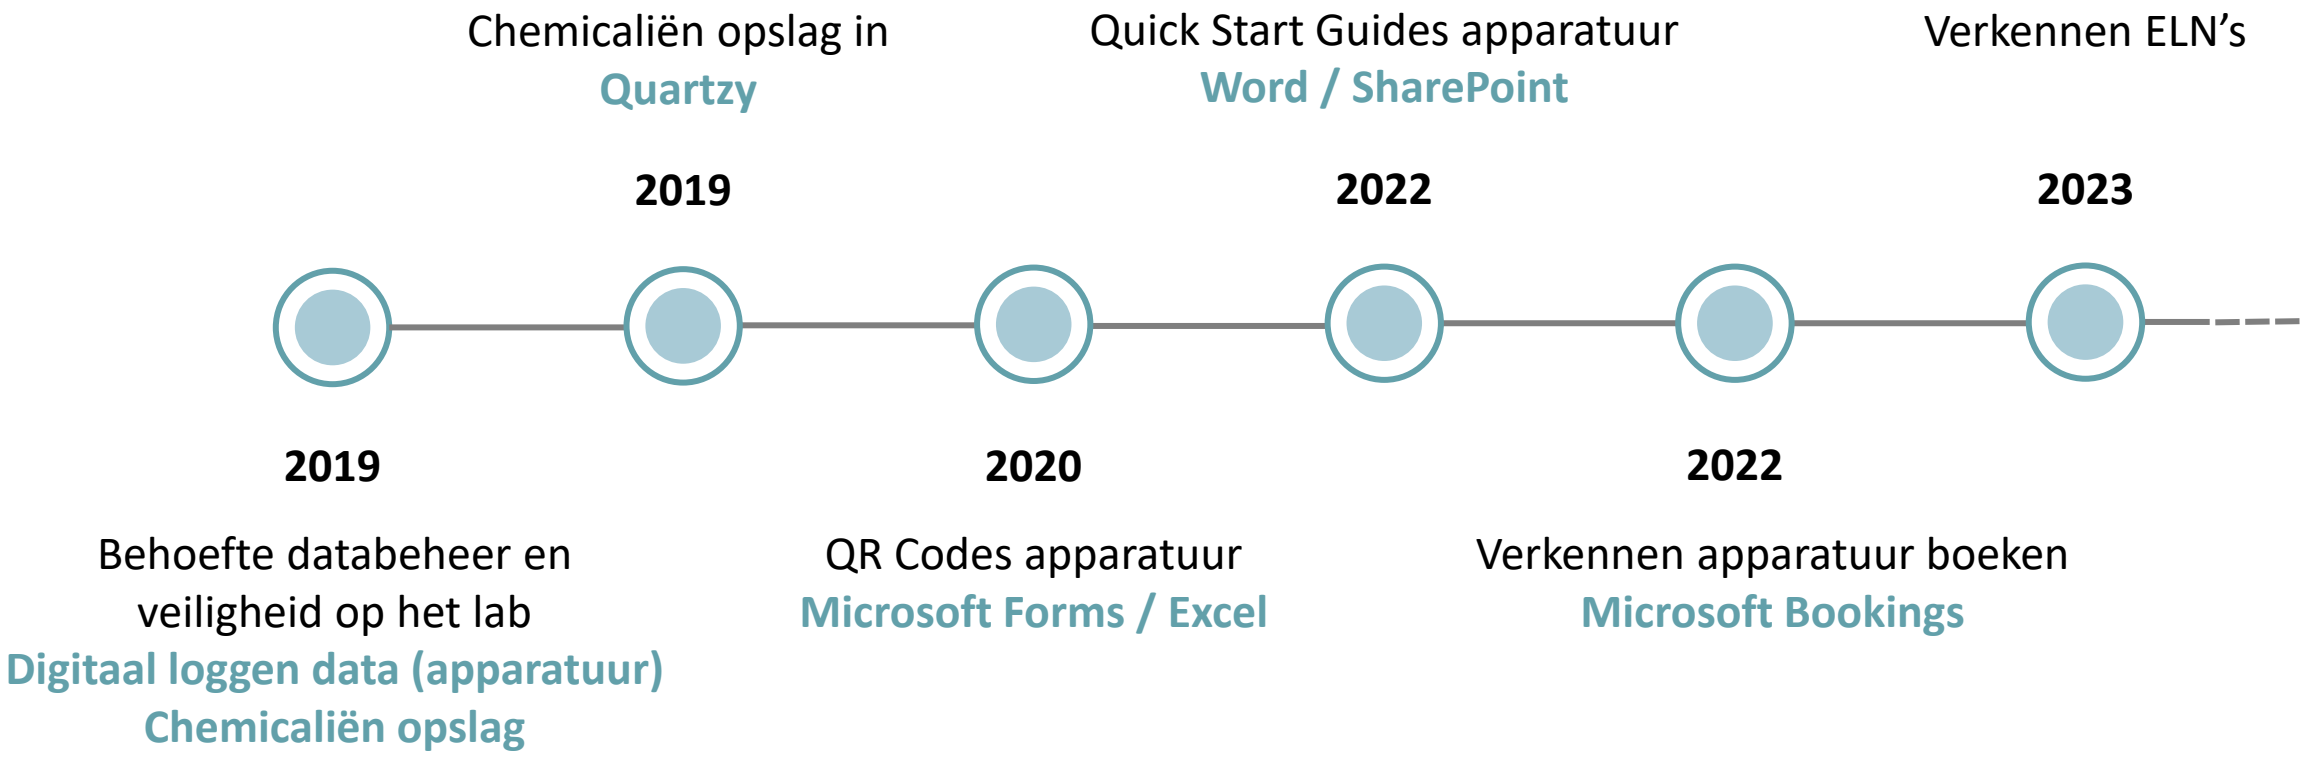 Chemicaliën opslag in
Quartzy
2019
Quick Start Guides apparatuur
Word / SharePoint
2022
Verkennen ELN’s
2023
2019
Behoefte databeheer en
veiligheid op het lab
Digitaal loggen data (apparatuur)
Chemicaliën opslag
2020
QR Codes apparatuur
Microsoft Forms / Excel
2022
Verkennen apparatuur boeken
Microsoft Bookings